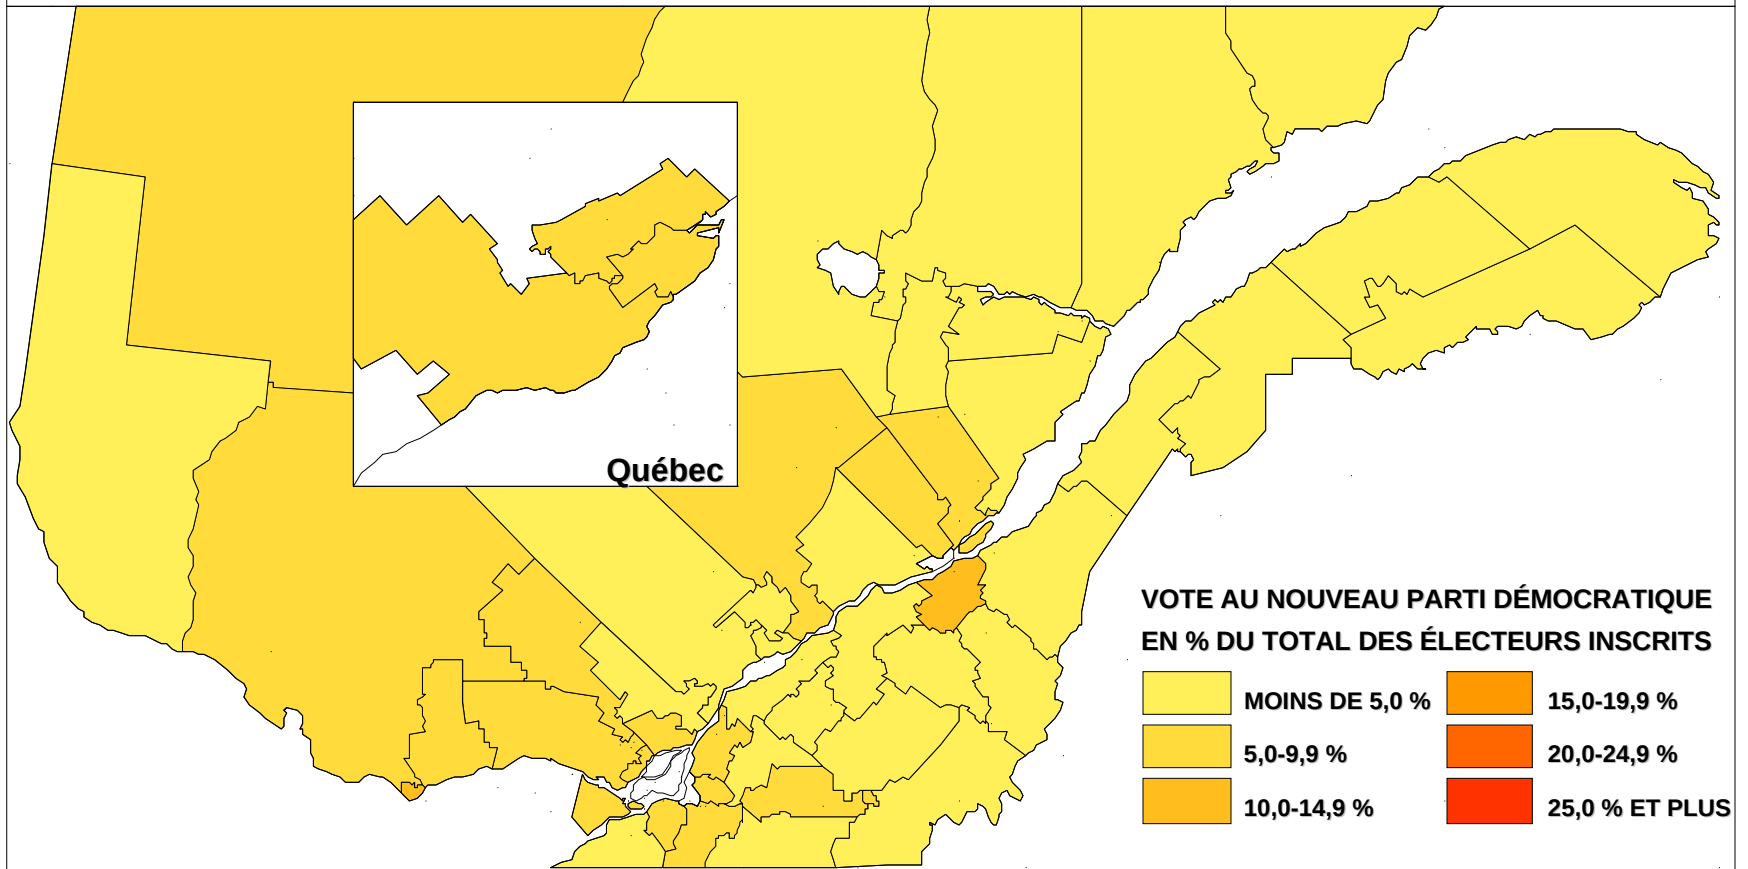 Québec
VOTE AU NOUVEAU PARTI DÉMOCRATIQUE
EN % DU TOTAL DES ÉLECTEURS INSCRITS
MOINS DE 5,0 %
15,0-19,9 %
5,0-9,9 %
20,0-24,9 %
10,0-14,9 %
25,0 % ET PLUS